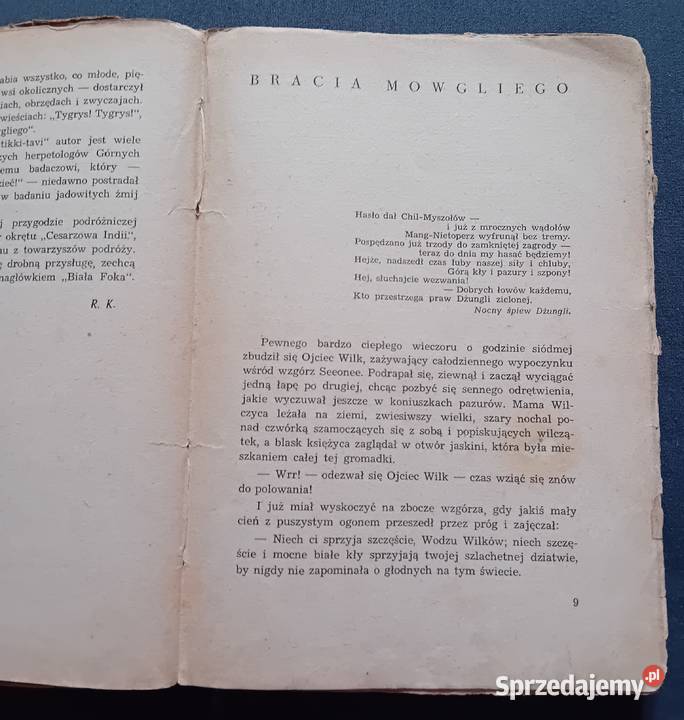 abia wszystko, co młode, pię-
wsi okolicznych — dostarczył
iach, obrzędach i zwyczajach.
wieściach: „Tygrys! Tygrys!",
gliego".
tikki-tavi" autor jest wiele
zych herpetologów Górnych
emu badaczowi, który —
zieć!" — niedawno postradał
w badaniu jadowitych żmij
j przygodzie podróżniczej
okrętu „Cesarzowa Indii",
u z towarzyszów podróży.
ę drobną przysługę, zechcą
nagłówkiem „Biała Foka".
R. K.
BRACIA MOWGLIEGO
Hasło dał Chil-Myszołów —
i już z mrocznych wądołów
Mang-Nietoperz wyfrunął bez tremy.
Pospędzano już trzody do zamkniętej zagrody —
teraz do dnia my hasać będziemy!
Hejże, nadszedł czas luby naszej siły i chluby,
Górą kły i pazury i szpony!
Hej, słuchajcie wezwania!
— Dobrych łowów każdemu,
Kto przestrzega praw Dżungli zielonej.
Nocny śpiew Dżungli.
Pewnego bardzo ciepłego wieczoru o godzinie siódmej
zbudził się Ojciec Wilk, zażywający całodziennego wypoczynku
wśród wzgórz Seeonee. Podrapał się, ziewnął i zaczął wyciągać
jedną łapę po drugiej, chcąc pozbyć się sennego odrętwienia,
jakie wyczuwał jeszcze w koniuszkach pazurów. Mama Wil-
czyca leżała na ziemi, zwiesiwszy wielki, szary nochal po-
nad czwórką szamoczących się z sobą i popiskujących wilczą-
tek, a blask księżyca zaglądał w otwór jaskini, która była mie-
szkaniem całej tej gromadki.
— Wrr! — odezwał się Ojciec Wilk — czas wziąć się znów
do polowania!
I już miał wyskoczyć na zbocze wzgórza, gdy jakiś mały
cień z puszystym ogonem przeszedł przez próg i zajęczał:
— Niech ci sprzyja szczęście, Wodzu Wilków; niech szczę-
ście i mocne białe kły sprzyjają twojej szlachetnej dziatwie,
by nigdy nie zapominała o głodnych na tym świecie.
9
Sprzedajemy.pl